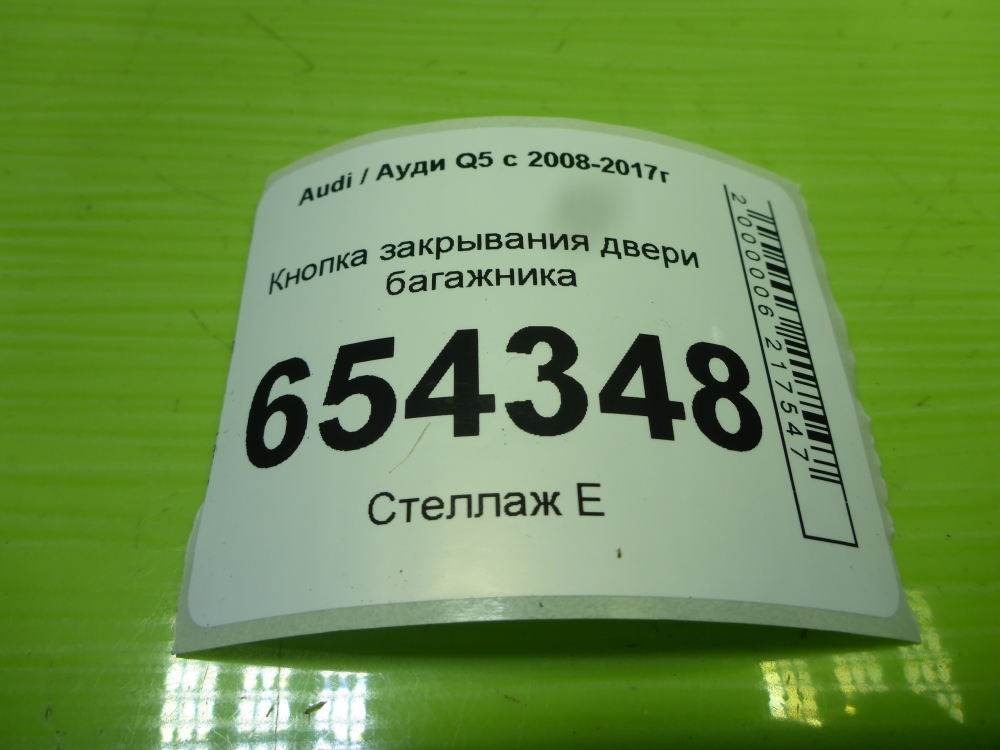 Audi / Ауди Q5 с 2008-2017г
Кнопка закрывания двери
багажника
654348
Стеллаж Е
2000006217547